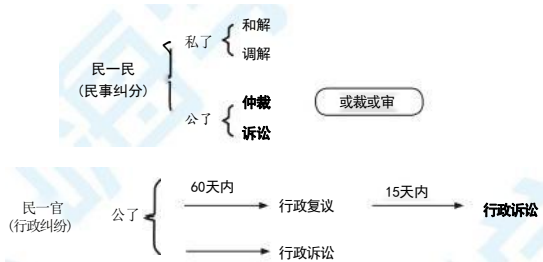 和解
私了
调解
民一民
(民事纠分)
仲裁
或裁或审
公了
诉讼
60天内
15天内
民一官
(行政纠纷)
公了
行政复议
行政诉讼
行政诉讼